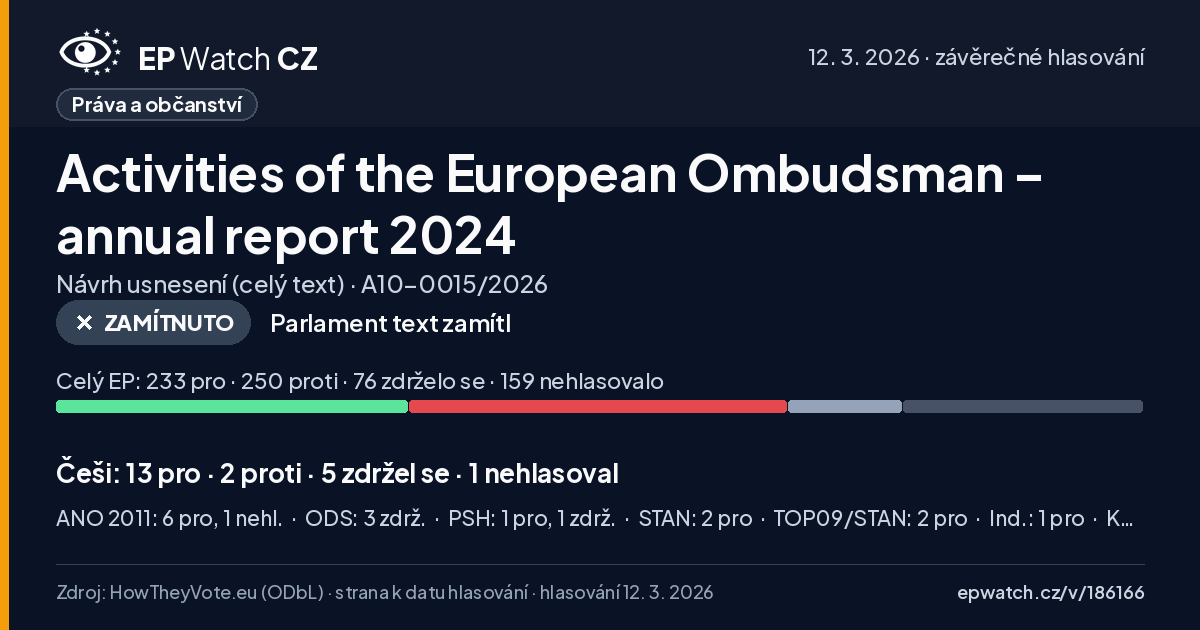 EP Watch CZ
12. 3. 2026 · závěrečné hlasování
Práva a občanství
Activities of the European Ombudsman –
annual report 2024
Návrh usnesení (celý text) · A10-0015/2026
✕ ZAMÍTNUTO
Parlament text zamítl
Celý EP: 233 pro · 250 proti · 76 zdrželo se · 159 nehlasovalo
Češi: 13 pro · 2 proti · 5 zdržel se · 1 nehlasoval
ANO 2011: 6 pro, 1 nehl. · ODS: 3 zdrž. · PSH: 1 pro, 1 zdrž. · STAN: 2 pro · TOP09/STAN: 2 pro · Ind.: 1 pro · K…
Zdroj: HowTheyVote.eu (ODbL) · strana k datu hlasování · hlasování 12. 3. 2026
epwatch.cz/v/186166